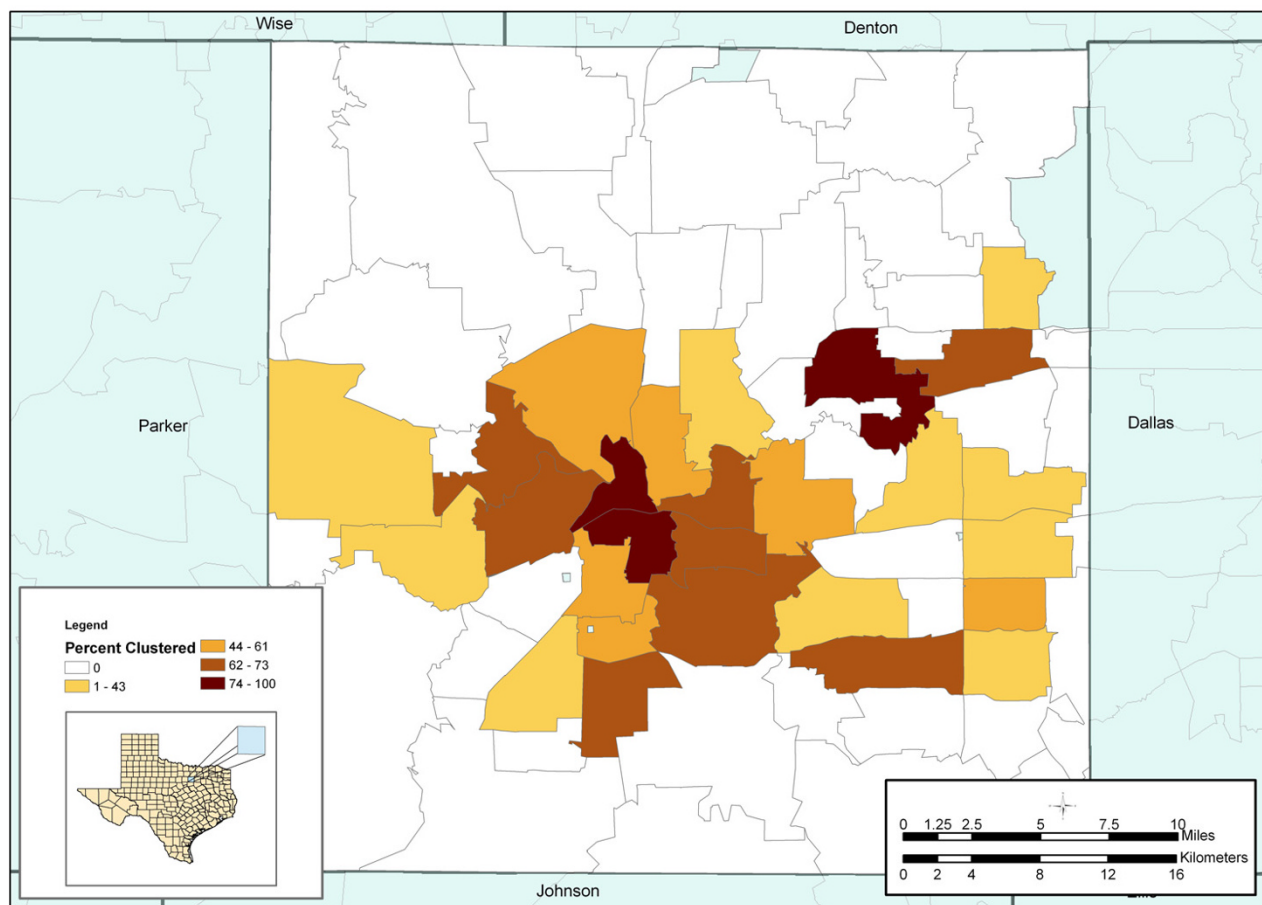 Wise
Denton
Parker
Dallas
Legend
Percent Clustered
0
1 - 43
44 - 61
62 - 73
74 - 100
0 1.25 2.5 5 7.5 10
Miles
Kilometers
0 2 4 8 12 16
Johnson